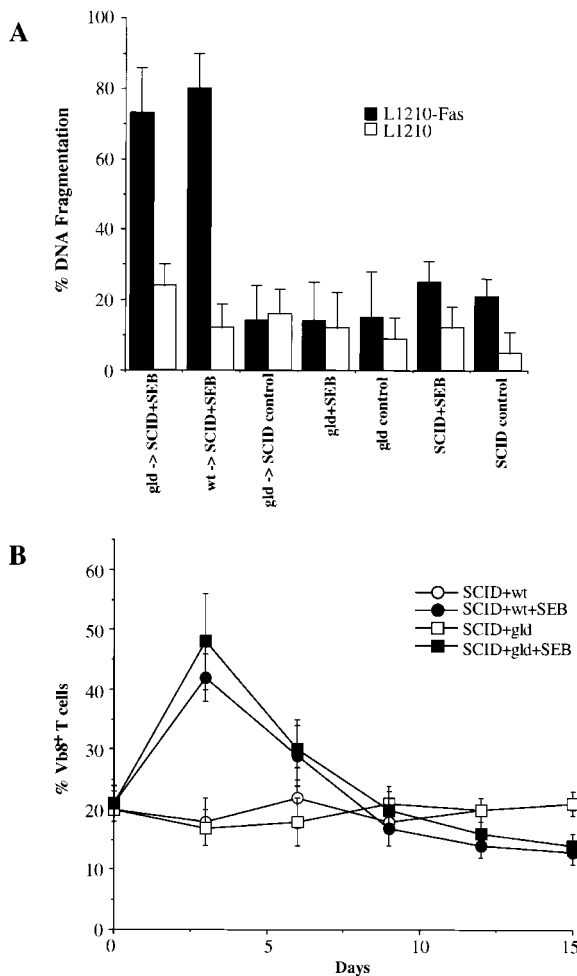 A
100
80
60
40
20
0
% DNA Fragmentation
L1210-Fas
L1210
gld -> SCID+SEB
wt -> SCID+SEB
gld -> SCID control
gld+SEB
gld control
SCID+SEB
SCID control
B
60
50
40
30
20
10
0
% Vb8+ T cells
SCID+wt
SCID+wt+SEB
SCID+gld
SCID+gld+SEB
0
5
10
15
Days